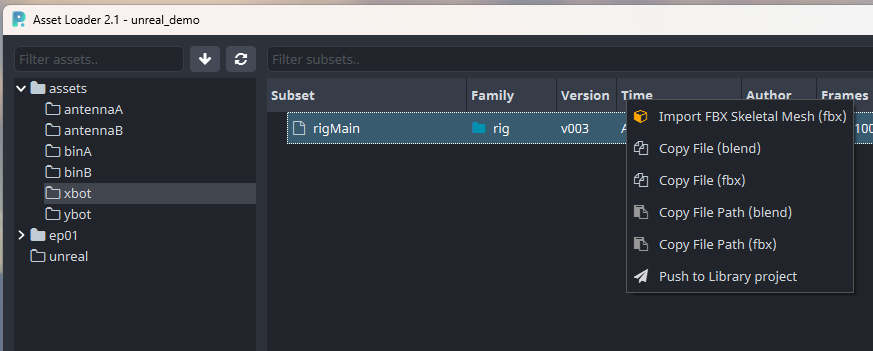 Asset Loader 2.1 - unreal_demo
Filter assets..
Filter subsets..
Subset Family Version Time Author Frames
assets
antennaA
antennaB
binA
binB
xbot
ybot
ep01
unreal
rigMain rig v003 A 100
Import FBX Skeletal Mesh (fbx)
Copy File (blend)
Copy File (fbx)
Copy File Path (blend)
Copy File Path (fbx)
Push to Library project